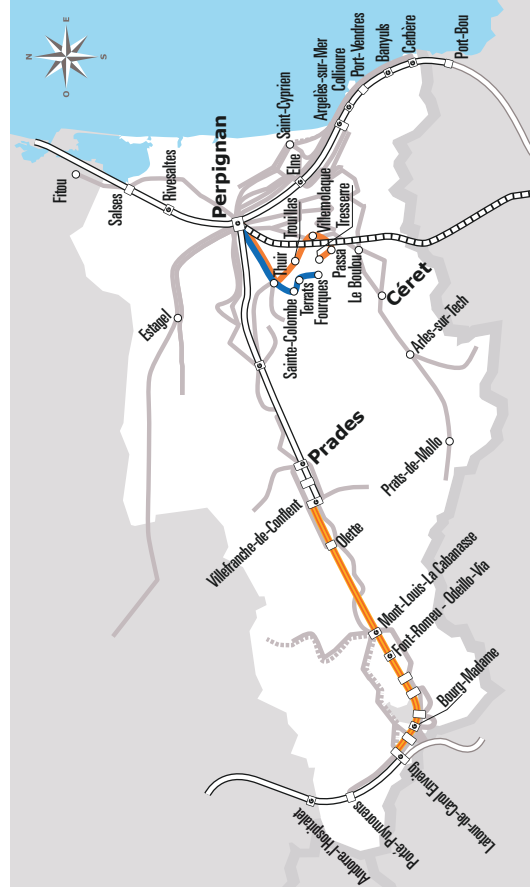 E
N
S
O
Port-Bou
Cerbère
Banyuls
Port-Vendres
Collioure
Argelès-sur-Mer
Saint-Cyprien
Elne
Perpignan
Rivesaltes
Salses
Fitou
Trouillas
Villemolaque
Tresserre
Thuir
Passa
Le Boulou
Sainte-Colombe
Terrats
Fourques
Céret
Arles-sur-Tech
Prats-de-Mollo
Estagel
Prades
Villefranche-de-Conflent
Olette
Mont-Louis-La Cabanasse
Font-Romeu - Odeillo-Via
Bourg-Madame
Latour-de-Carol Enveitg
Porté-Puymorens
Andorre-l'Hospitalet